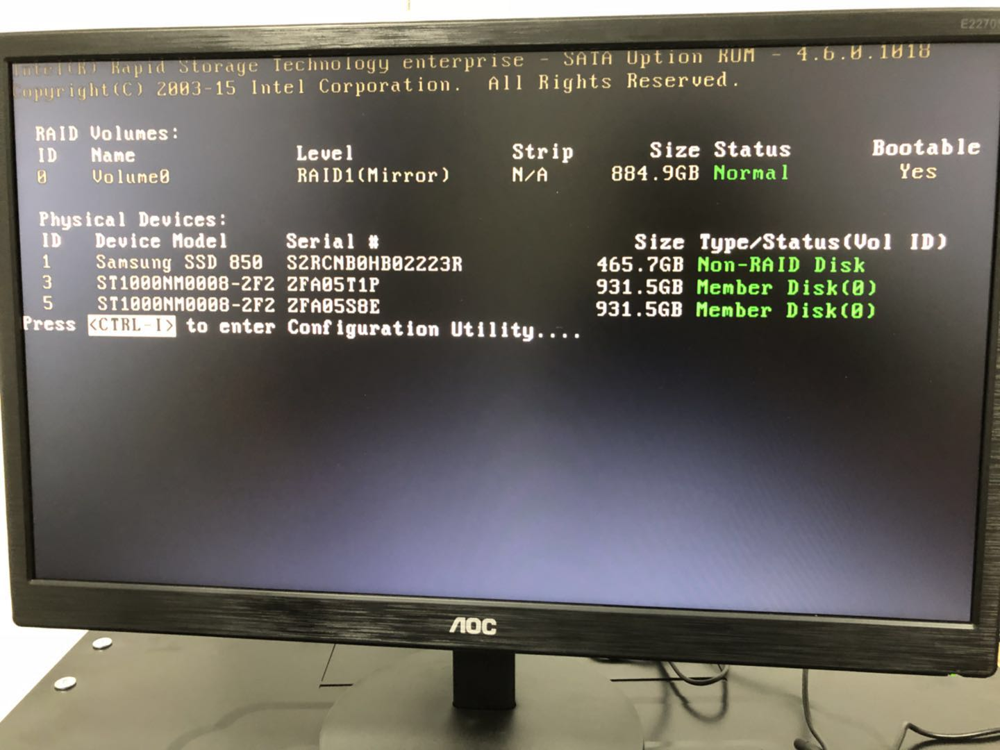 E2270S
Intel(R) Rapid Storage Technology enterprise - SATA Option ROM - 4.6.0.1018
Copyright(C) 2003-15 Intel Corporation. All Rights Reserved.
RAID Volumes:
ID Name Level Strip Size Status Bootable
0 Volume0 RAID1(Mirror) N/A 884.9GB Normal Yes
Physical Devices:
ID Device Model Serial # Size Type/Status(Vol ID)
1 Samsung SSD 850 S2RCNB0HB02223R 465.7GB Non-RAID Disk
3 ST1000NM0008-2F2 ZFA05T1P 931.5GB Member Disk(0)
5 ST1000NM0008-2F2 ZFA05S8E 931.5GB Member Disk(0)
Press <CTRL-I> to enter Configuration Utility....
AOC